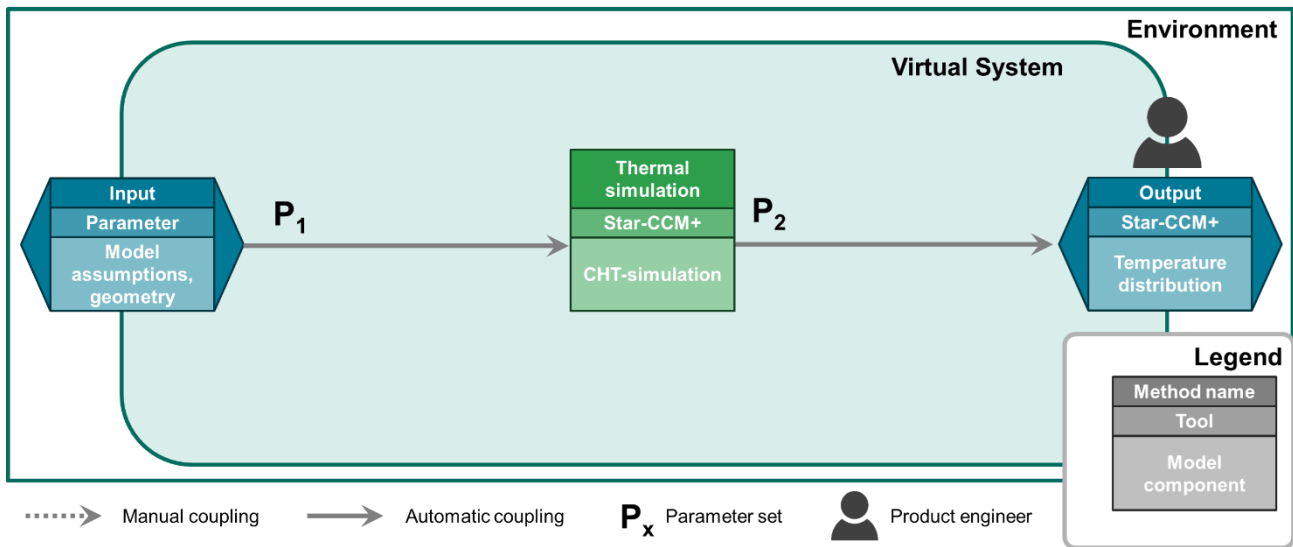 Environment
Virtual System
Input
Parameter
Model
assumptions,
geometry
P₁
Thermal
simulation
Star-CCM+
CHT-simulation
P₂
Output
Star-CCM+
Temperature
distribution
Legend
Method name
Tool
Model
component
Manual coupling
Automatic coupling
Pₓ Parameter set
Product engineer